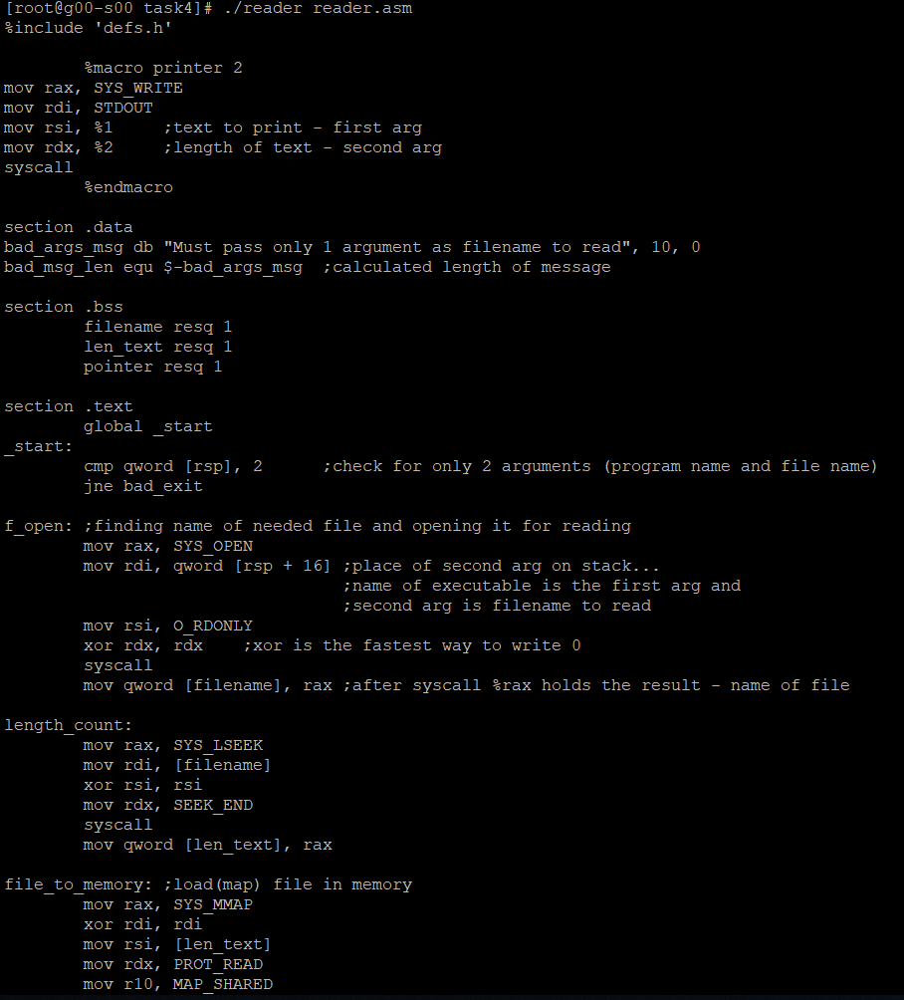 [root@g00-s00 task4]# ./reader reader.asm
%include 'defs.h'
%macro printer 2
mov rax, SYS_WRITE
mov rdi, STDOUT
mov rsi, %1 ;text to print - first arg
mov rdx, %2 ;length of text - second arg
syscall
%endmacro
section .data
bad_args_msg db "Must pass only 1 argument as filename to read", 10, 0
bad_msg_len equ $-bad_args_msg ;calculated length of message
section .bss
filename resq 1
len_text resq 1
pointer resq 1
section .text
global _start
_start:
cmp qword [rsp], 2 ;check for only 2 arguments (program name and file name)
jne bad_exit
f_open: ;finding name of needed file and opening it for reading
mov rax, SYS_OPEN
mov rdi, qword [rsp + 16] ;place of second arg on stack...
;name of executable is the first arg and
;second arg is filename to read
mov rsi, O_RDONLY
xor rdx, rdx ;xor is the fastest way to write 0
syscall
mov qword [filename], rax ;after syscall %rax holds the result - name of file
length_count:
mov rax, SYS_LSEEK
mov rdi, [filename]
xor rsi, rsi
mov rdx, SEEK_END
syscall
mov qword [len_text], rax
file_to_memory: ;load(map) file in memory
mov rax, SYS_MMAP
xor rdi, rdi
mov rsi, [len_text]
mov rdx, PROT_READ
mov r10, MAP_SHARED